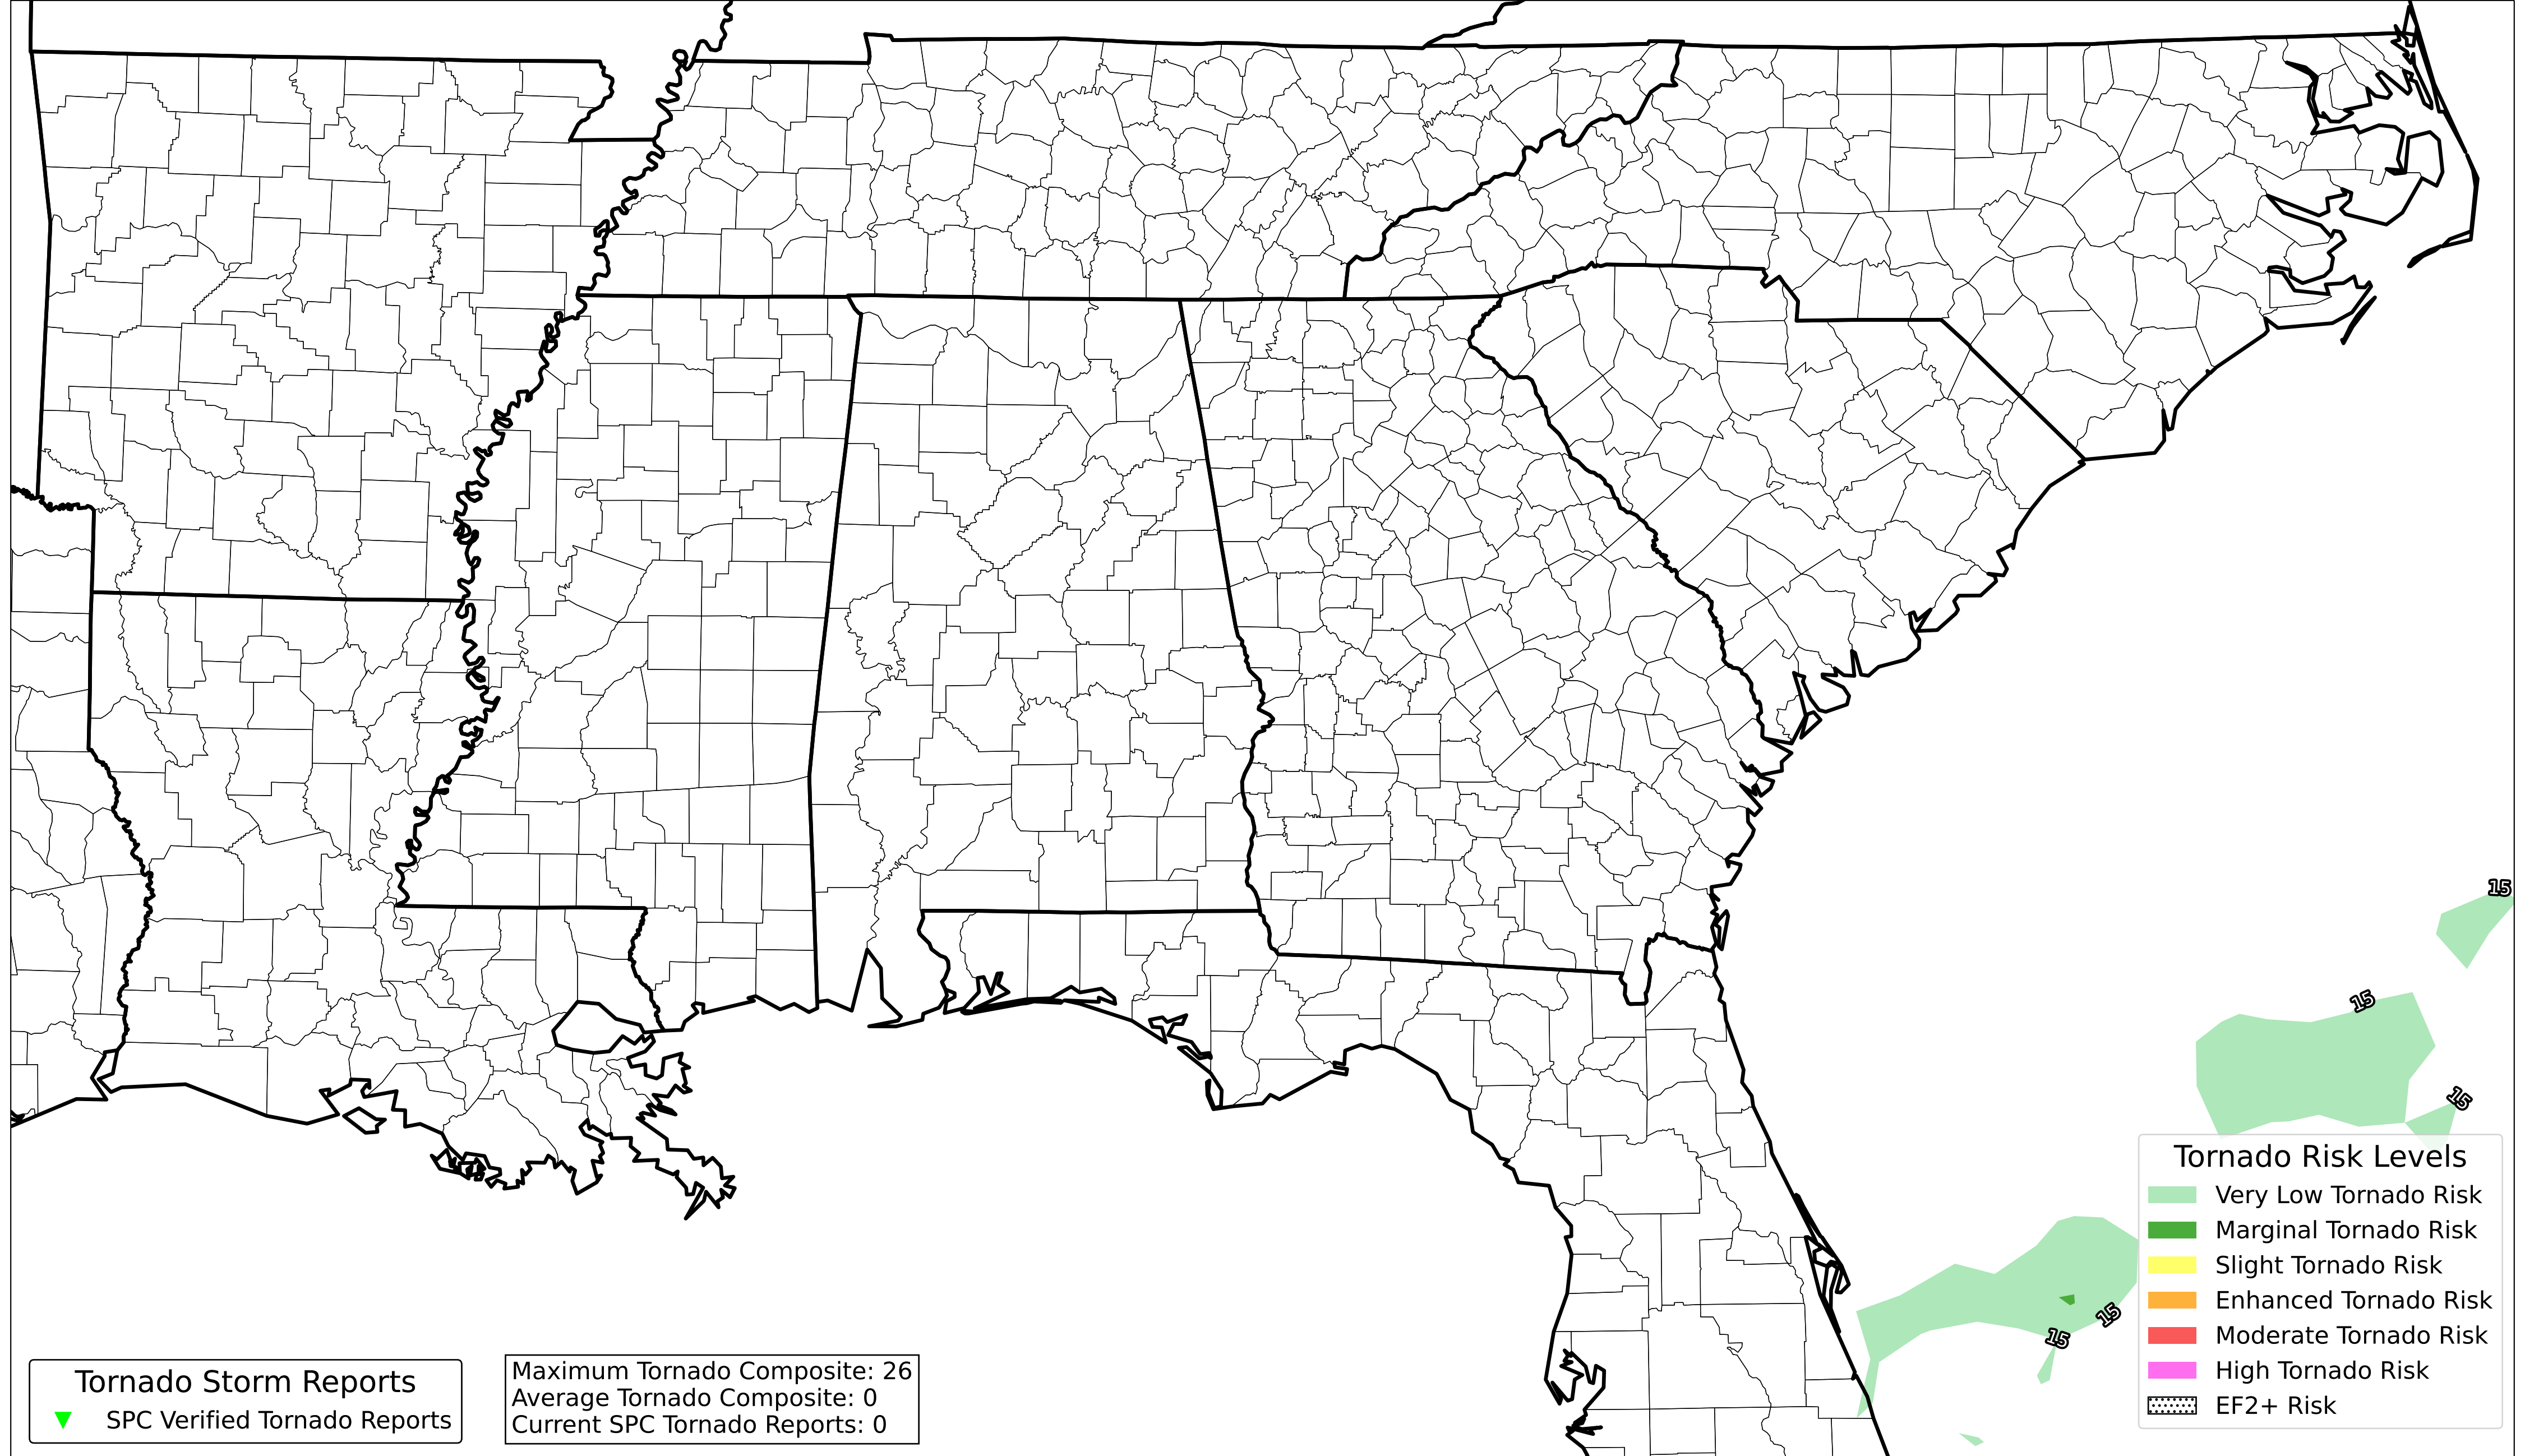 15
15
15
15
15
Tornado Risk Levels
Very Low Tornado Risk
Marginal Tornado Risk
Slight Tornado Risk
Enhanced Tornado Risk
Moderate Tornado Risk
High Tornado Risk
EF2+ Risk
Tornado Storm Reports
SPC Verified Tornado Reports
Maximum Tornado Composite: 26
Average Tornado Composite: 0
Current SPC Tornado Reports: 0